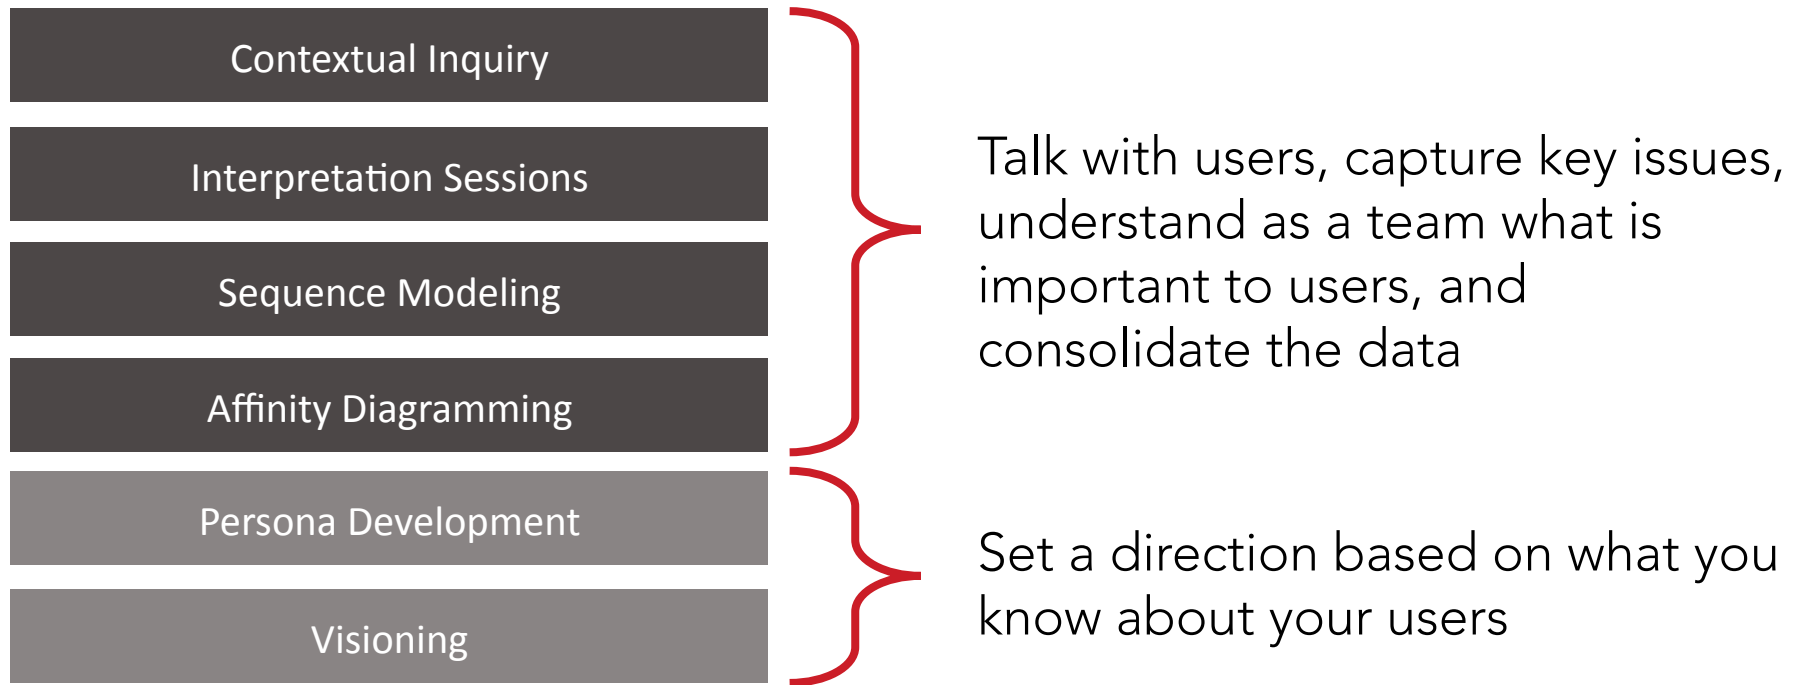 Contextual Inquiry
Interpretation Sessions
Sequence Modeling
Affinity Diagramming
Talk with users, capture key issues,
understand as a team what is
important to users, and
consolidate the data
Persona Development
Visioning
Set a direction based on what you
know about your users